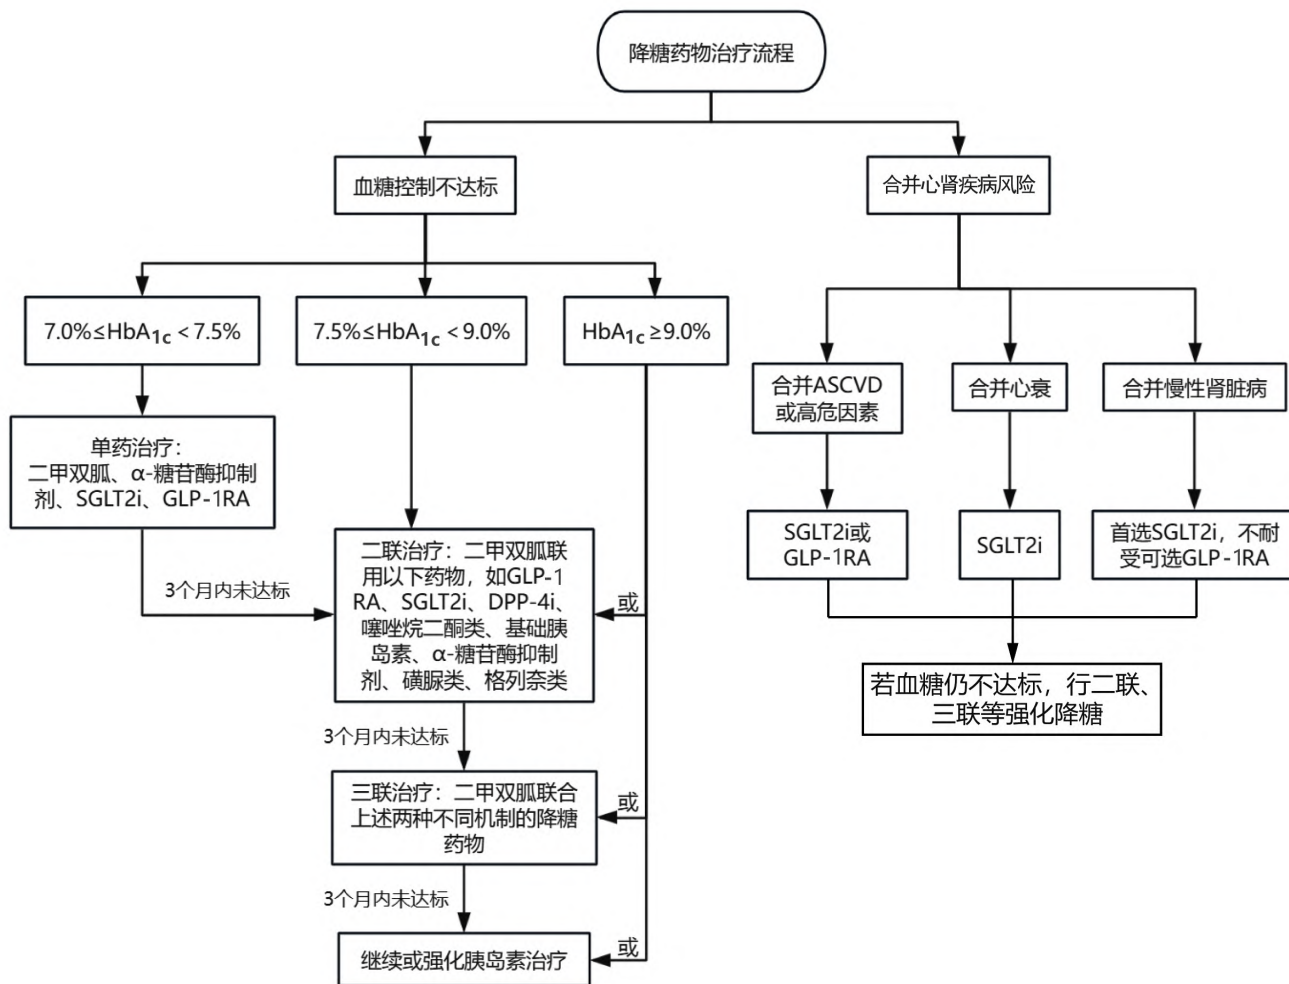 降糖药物治疗流程
血糖控制不达标
合并心肾疾病风险
7.0%≤HbA1c＜7.5%
7.5%≤HbA1c＜9.0%
HbA1c≥9.0%
合并ASCVD
或高危因素
合并心衰
合并慢性肾脏病
单药治疗：
二甲双胍、α-糖苷酶抑制
剂、SGLT2i、GLP-1RA
SGLT2i或
GLP-1RA
SGLT2i
首选SGLT2i，不耐
受可选GLP-1RA
3个月内未达标
二联治疗：二甲双胍联
用以下药物，如GLP-1
RA、SGLT2i、DPP-4i、
噻唑烷二酮类、基础胰
岛素、α-糖苷酶抑制
剂、磺脲类、格列奈类
或
若血糖仍不达标，行二联、
三联等强化降糖
3个月内未达标
三联治疗：二甲双胍联合
上述两种不同机制的降糖
药物
或
3个月内未达标
继续或强化胰岛素治疗
或